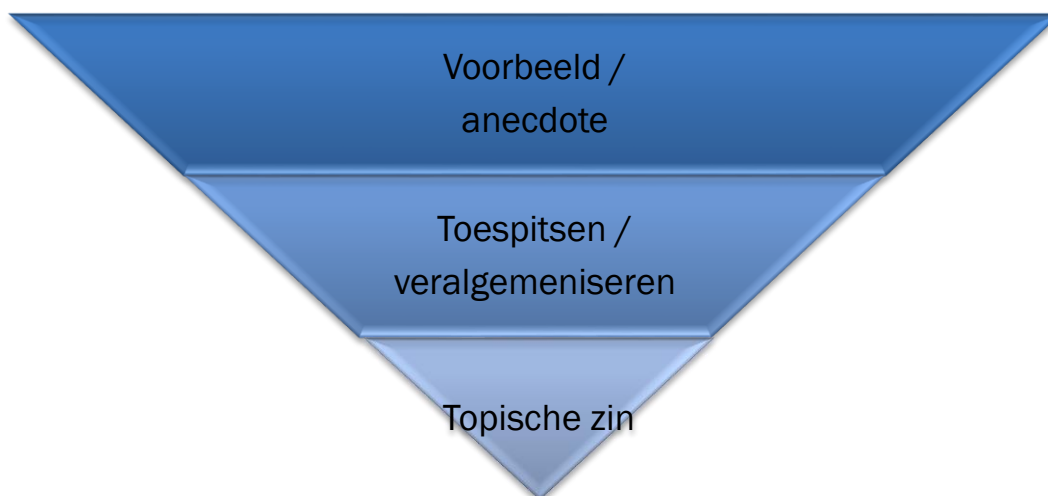 Voorbeeld /
anecdote
Toespitsen /
veralgemeniseren
Topische zin